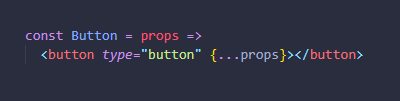 const Button = props =>
  <button type="button" {...props}></button>